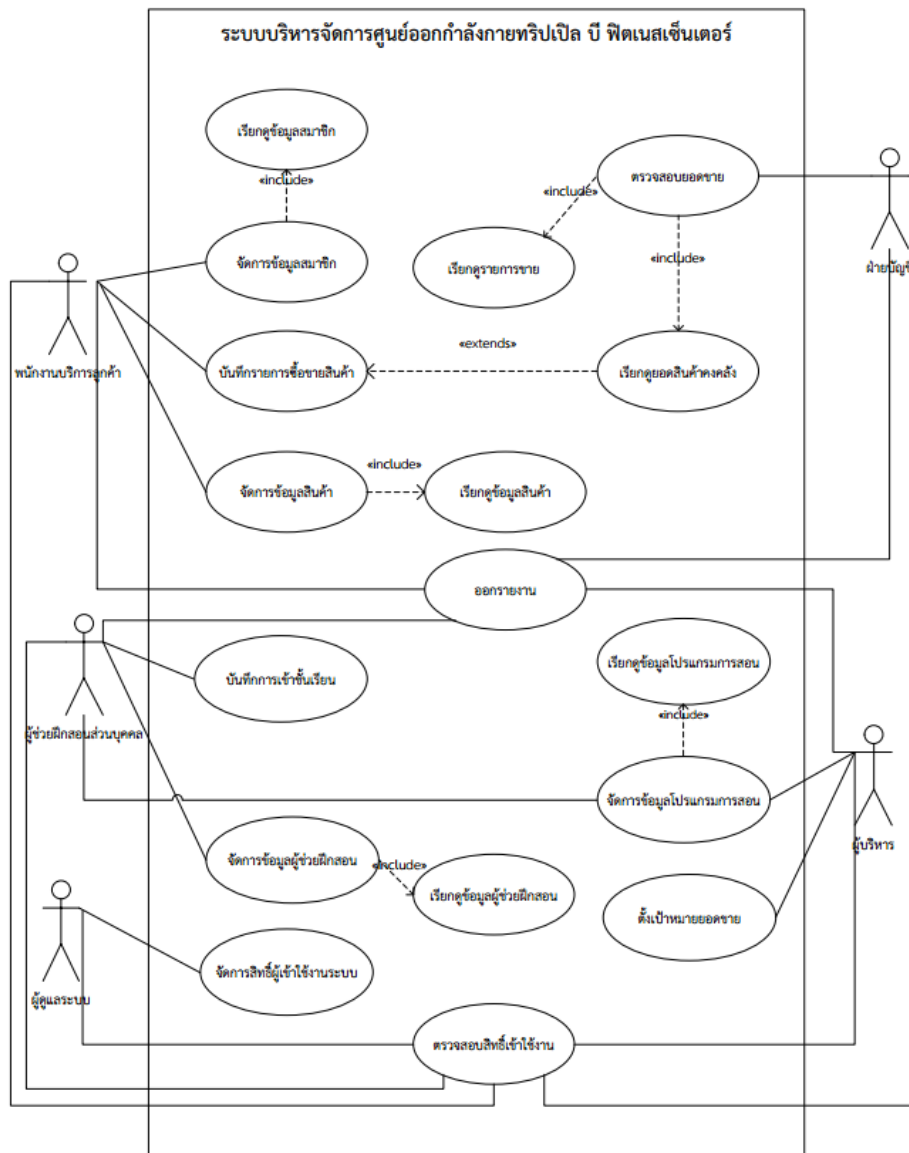 ระบบบริหารจัดการศูนย์ออกกำลังกายทริปเปิล บี ฟิตเนสเซ็นเตอร์
เรียกดูข้อมูลสมาชิก
«include»
ตรวจสอบยอดขาย
«include»
จัดการข้อมูลสมาชิก
เรียกดูรายการขาย
«include»
ฝ่ายบัญชี
พนักงานบริการลูกค้า
«extends»
บันทึกรายการซื้อขายสินค้า
เรียกดูยอดสินค้าคงคลัง
«include»
จัดการข้อมูลสินค้า
เรียกดูข้อมูลสินค้า
ออกรายงาน
เรียกดูข้อมูลโปรแกรมการสอน
บันทึกการเข้าชั้นเรียน
«include»
ผู้ช่วยฝึกสอนส่วนบุคคล
จัดการข้อมูลโปรแกรมการสอน
ผู้บริหาร
จัดการข้อมูลผู้ช่วยฝึกสอน
«include»
เรียกดูข้อมูลผู้ช่วยฝึกสอน
ตั้งเป้าหมายยอดขาย
จัดการสิทธิ์ผู้เข้าใช้งานระบบ
ผู้ดูแลระบบ
ตรวจสอบสิทธิ์เข้าใช้งาน